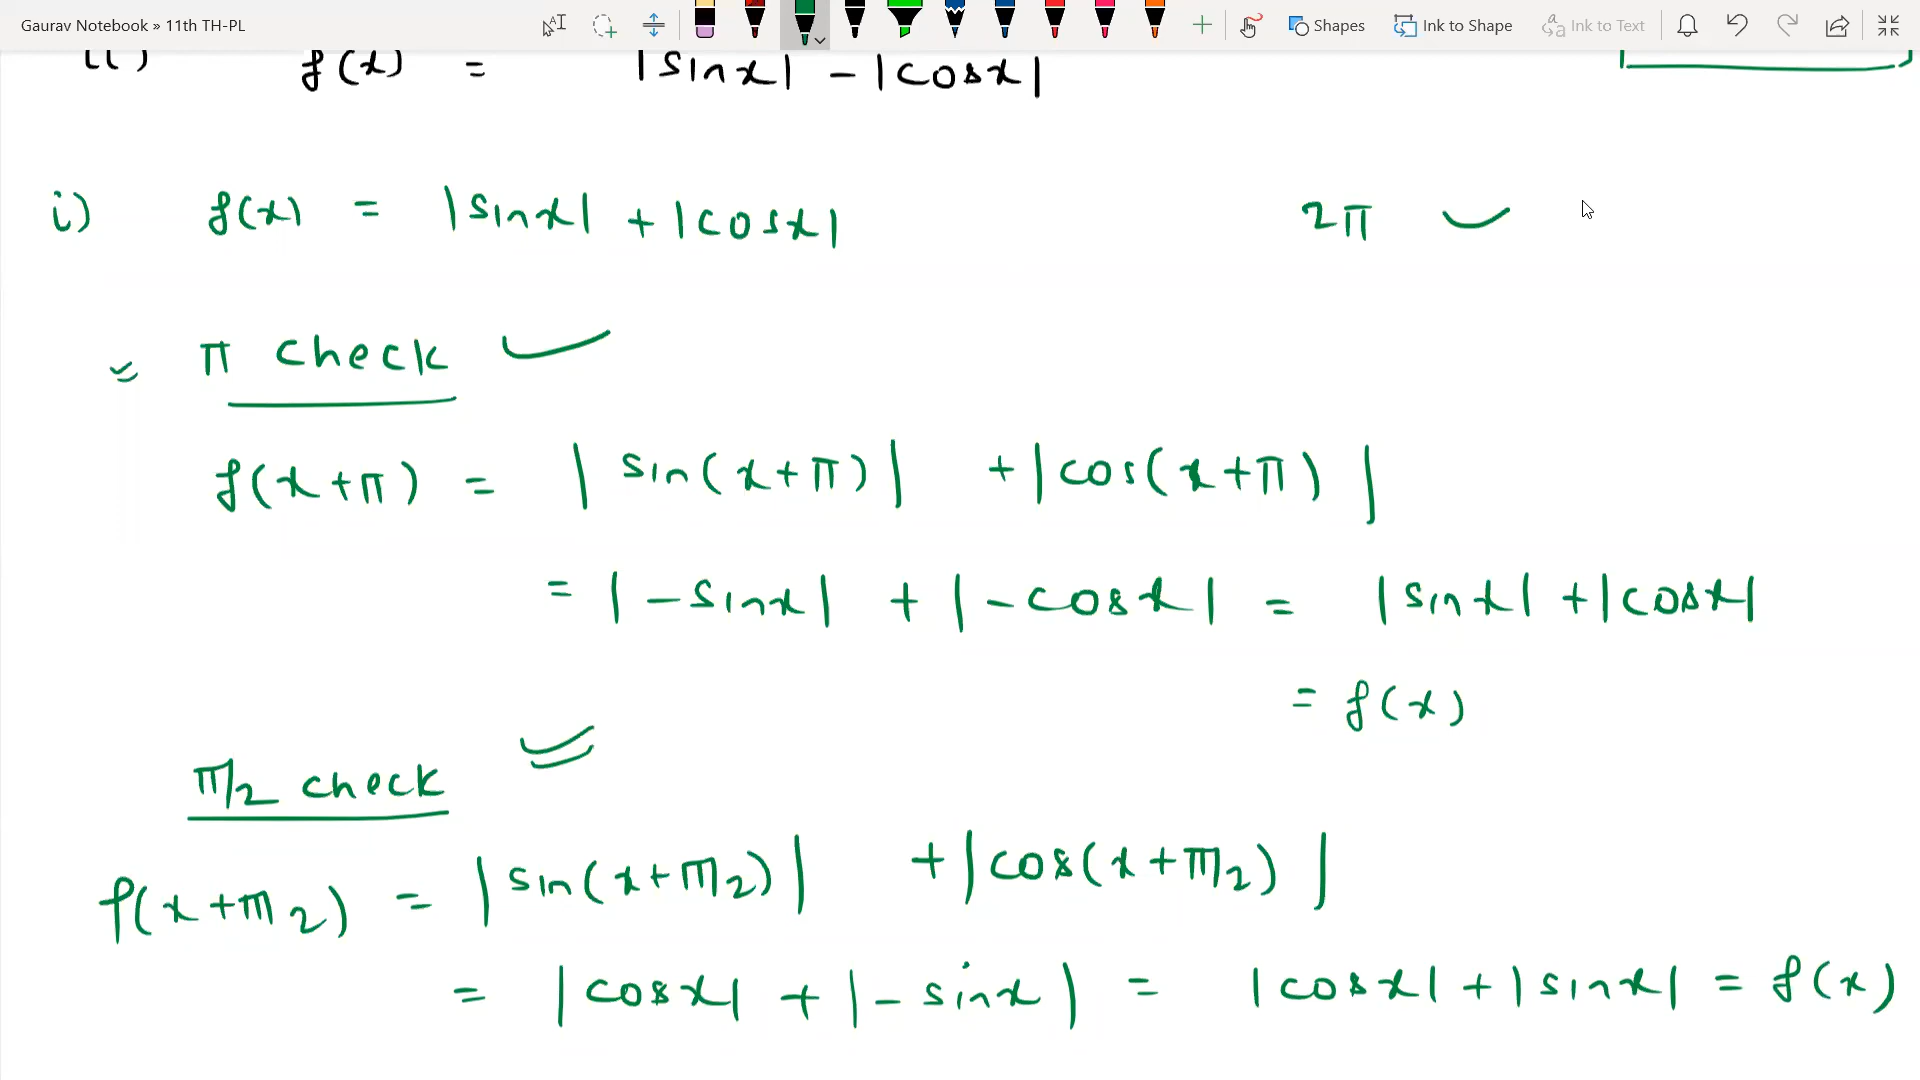 Gaurav Notebook » 11th TH-PL
Shapes
Ink to Shape
Ink to Text
f(x) = |sinx| - |cosx|
i) f(x) = |sinx| + |cosx| 2π
π check
f(x+π) = |sin(x+π)| + |cos(x+π)|
= |-sinx| + |-cosx| = |sinx| + |cosx|
= f(x)
π/2 check
f(x+π/2) = |sin(x+π/2)| + |cos(x+π/2)|
= |cosx| + |-sinx| = |cosx| + |sinx| = f(x)